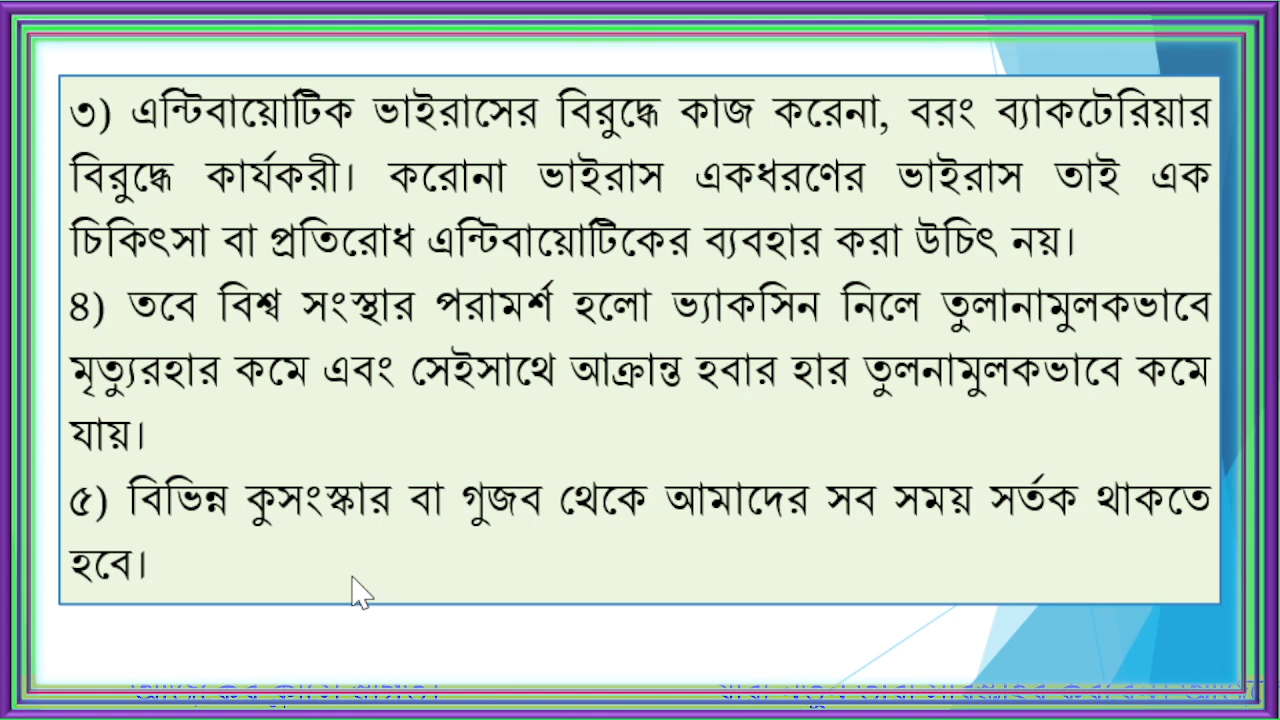 ৩) এন্টিবায়োটিক ভাইরাসের বিরুদ্ধে কাজ করেনা, বরং ব্যাকটেরিয়ার
বিরুদ্ধে কার্যকরী। করোনা ভাইরাস একধরণের ভাইরাস তাই এক
চিকিৎসা বা প্রতিরোধ এন্টিবায়োটিকের ব্যবহার করা উচিৎ নয়।
৪) তবে বিশ্ব সংস্থার পরামর্শ হলো ভ্যাকসিন নিলে তুলানামুলকভাবে
মৃত্যুরহার কমে এবং সেইসাথে আক্রান্ত হবার হার তুলনামুলকভাবে কমে
যায়।
৫) বিভিন্ন কুসংস্কার বা গুজব থেকে আমাদের সব সময় সর্তক থাকতে
হবে।